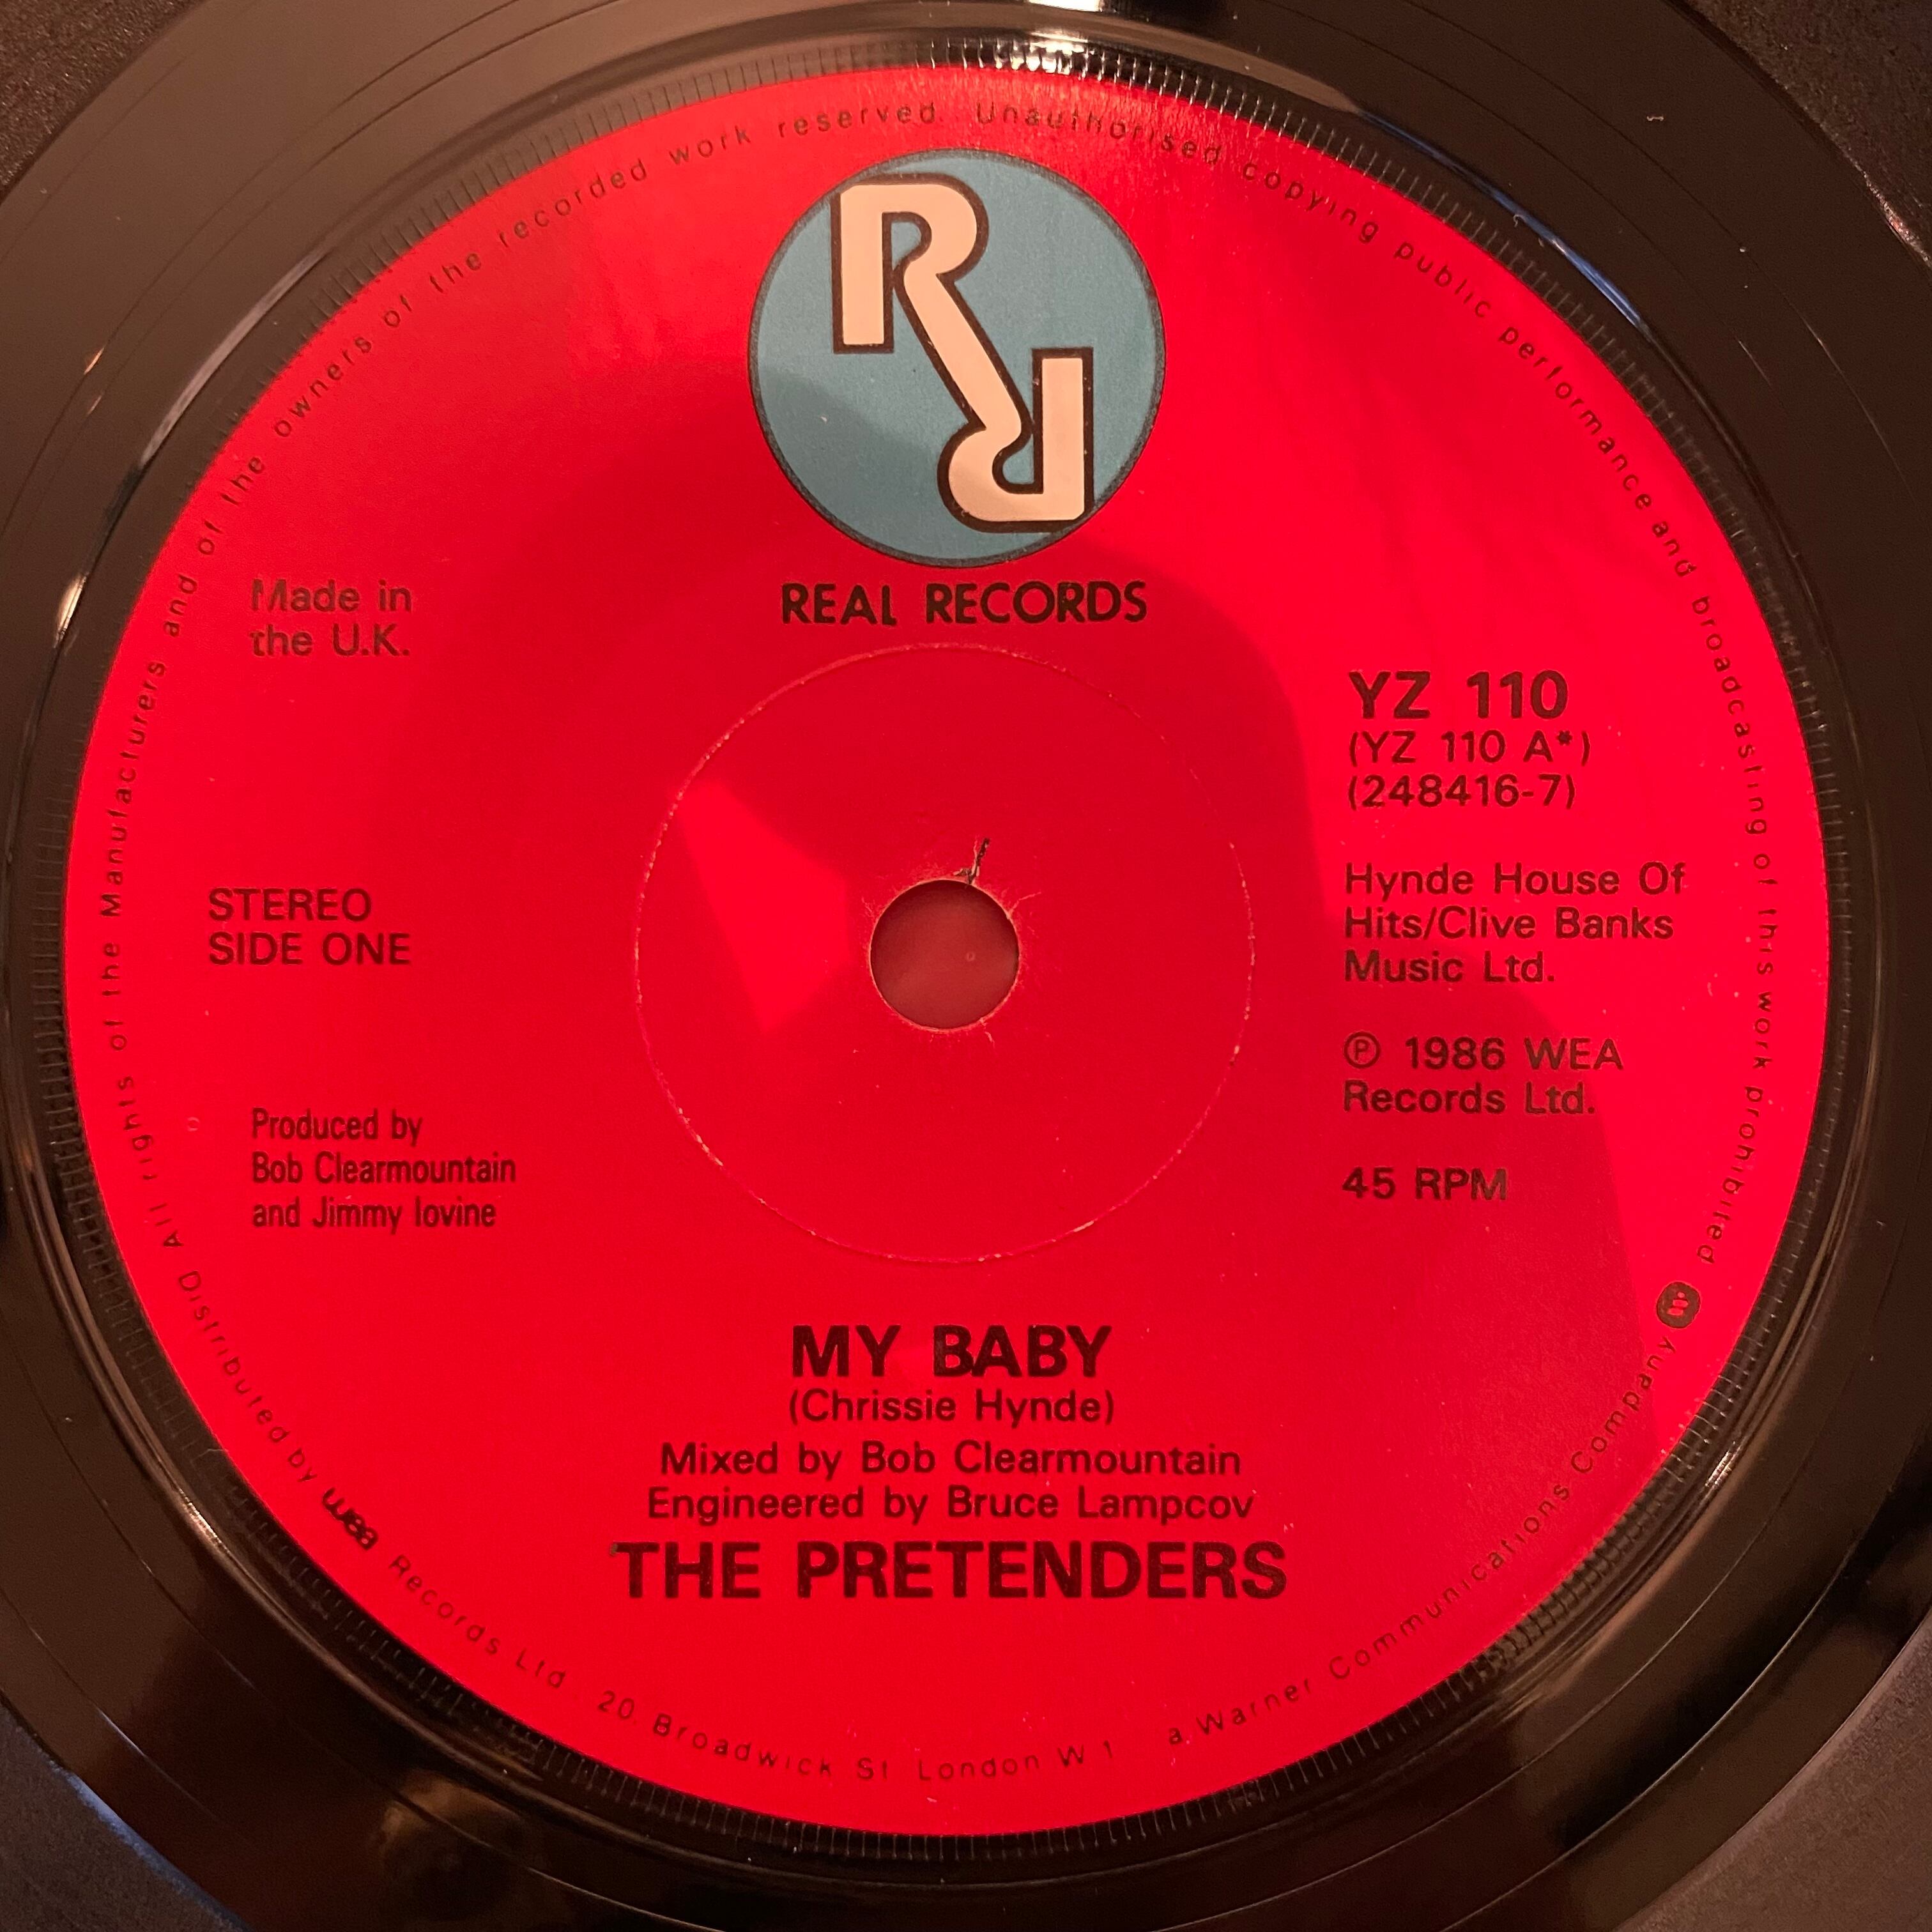 RR
REAL RECORDS
Made in
the U.K.
YZ 110
(YZ 110 A*)
(248416-7)
STEREO
SIDE ONE
Hynde House Of
Hits/Clive Banks
Music Ltd.
℗ 1986 WEA
Records Ltd.
45 RPM
Produced by
Bob Clearmountain
and Jimmy Iovine
MY BABY
(Chrissie Hynde)
Mixed by Bob Clearmountain
Engineered by Bruce Lampcov
THE PRETENDERS
All rights of the Manufacturers and of the owners of the recorded work reserved. Unauthorised copying public performance and broadcasting of this work prohibited
Distributed by wea Records Ltd 20 Broadwick St London W 1 a Warner Communications Company